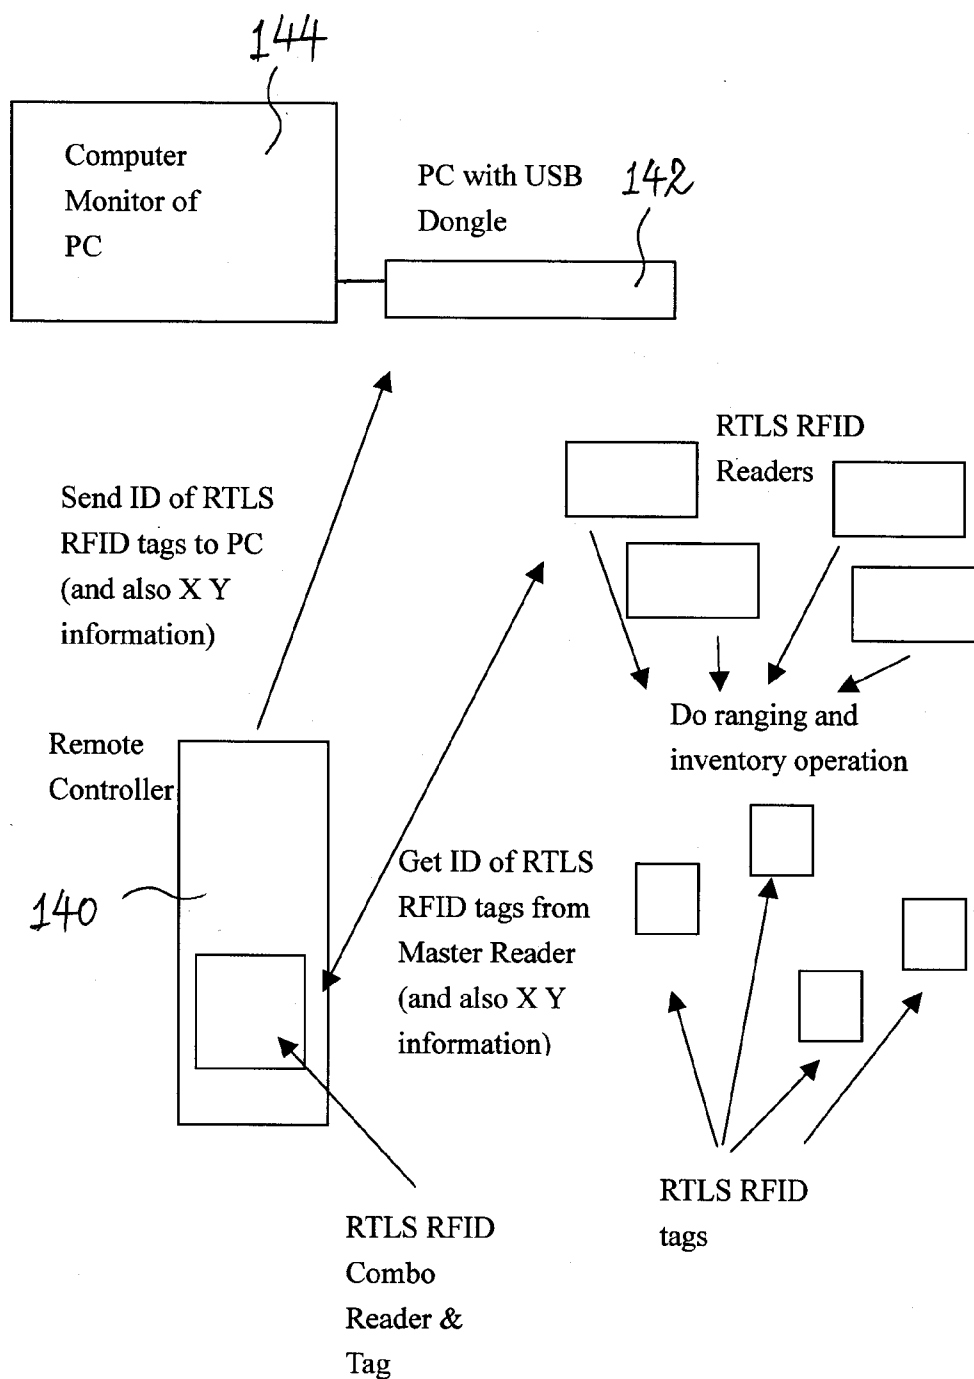 144
Computer
Monitor of
PC
PC with USB
Dongle
142
RTLS RFID
Readers
Send ID of RTLS
RFID tags to PC
(and also X Y
information)
Do ranging and
inventory operation
Remote
Controller
140
Get ID of RTLS
RFID tags from
Master Reader
(and also X Y
information)
RTLS RFID
tags
RTLS RFID
Combo
Reader &
Tag